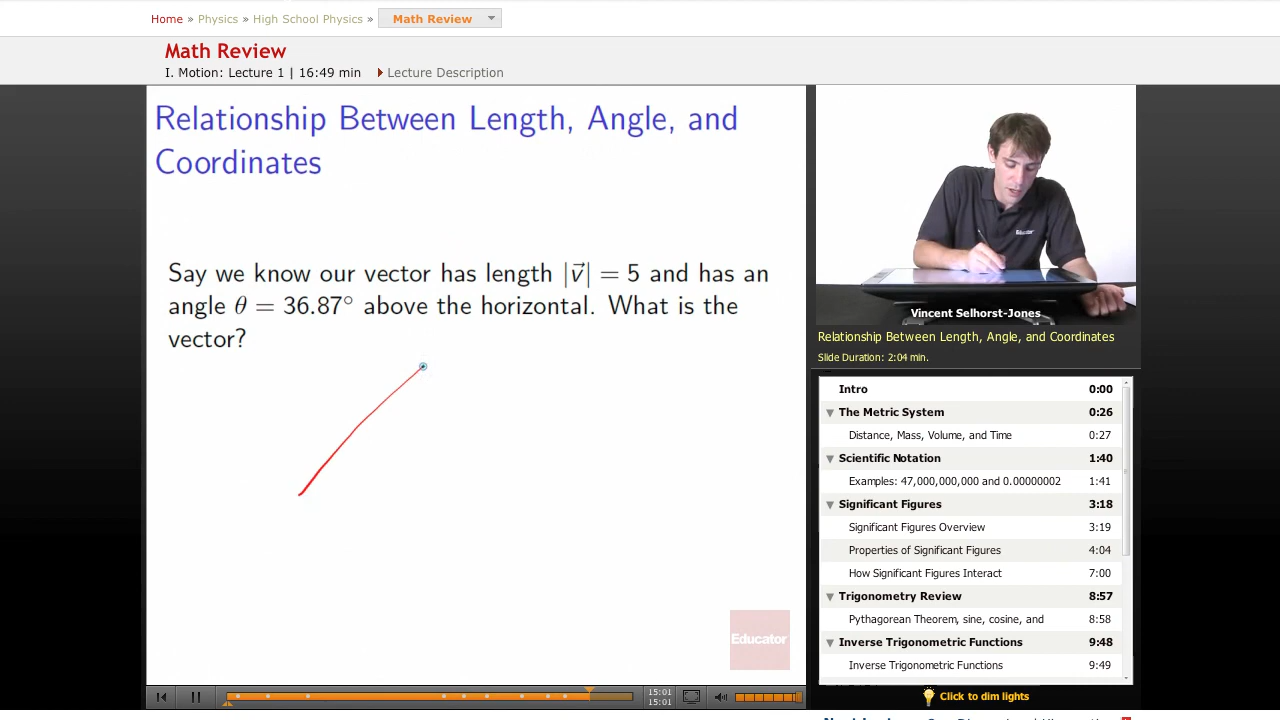 Home » Physics » High School Physics » Math Review
Math Review
I. Motion: Lecture 1 | 16:49 min Lecture Description
Relationship Between Length, Angle, and
Coordinates
Say we know our vector has length |v⃗| = 5 and has an
angle θ = 36.87° above the horizontal. What is the
vector?
Educator
15:01
15:01
Educator
Vincent Selhorst-Jones
Relationship Between Length, Angle, and Coordinates
Slide Duration: 2:04 min.
Intro 0:00
The Metric System 0:26
Distance, Mass, Volume, and Time 0:27
Scientific Notation 1:40
Examples: 47,000,000,000 and 0.00000002 1:41
Significant Figures 3:18
Significant Figures Overview 3:19
Properties of Significant Figures 4:04
How Significant Figures Interact 7:00
Trigonometry Review 8:57
Pythagorean Theorem, sine, cosine, and 8:58
Inverse Trigonometric Functions 9:48
Inverse Trigonometric Functions 9:49
Click to dim lights